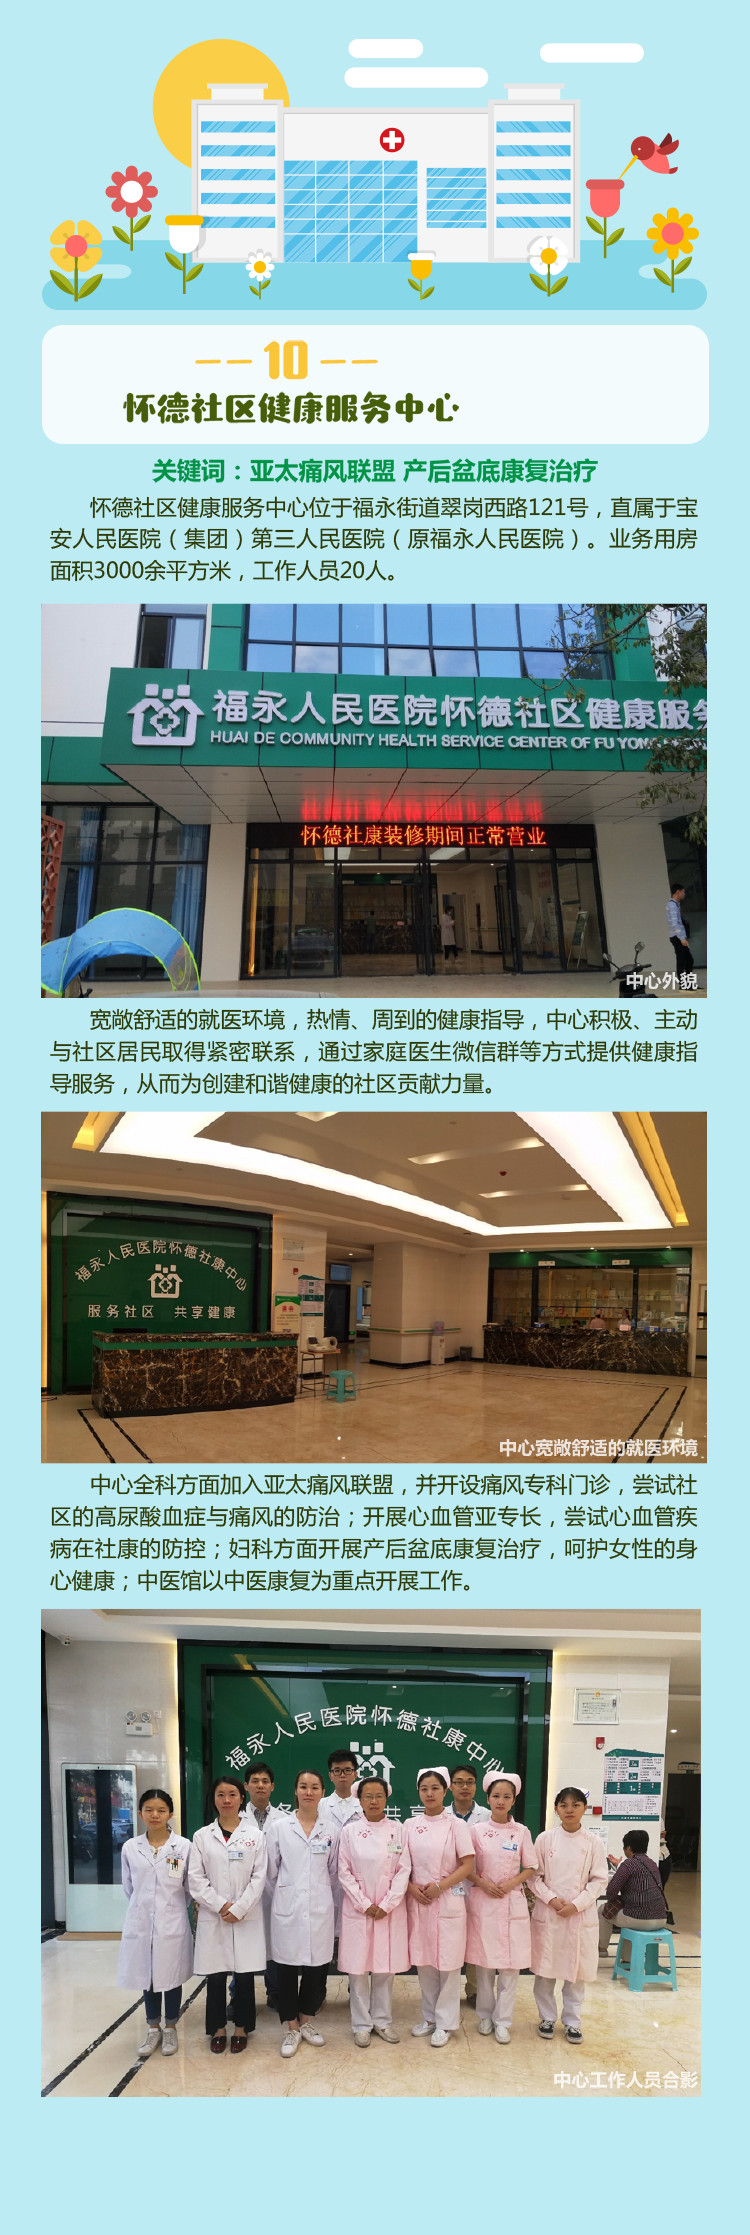 ——10——
怀德社区健康服务中心
关键词：亚太痛风联盟 产后盆底康复治疗
怀德社区健康服务中心位于福永街道翠岗西路121号，直属于宝
安人民医院（集团）第三人民医院（原福永人民医院）。业务用房
面积3000余平方米，工作人员20人。
福永人民医院怀德社区健康服务
HUAI DE COMMUNITY HEALTH SERVICE CENTER OF FU YONG
怀德社康装修期间正常营业
中心外貌
宽敞舒适的就医环境，热情、周到的健康指导，中心积极、主动
与社区居民取得紧密联系，通过家庭医生微信群等方式提供健康指
导服务，从而为创建和谐健康的社区贡献力量。
福永人民医院怀德社康中心
服务社区 共享健康
中心宽敞舒适的就医环境
中心全科方面加入亚太痛风联盟，并开设痛风专科门诊，尝试社
区的高尿酸血症与痛风的防治；开展心血管亚专长，尝试心血管疾
病在社康的防控；妇科方面开展产后盆底康复治疗，呵护女性的身
心健康；中医馆以中医康复为重点开展工作。
福永人民医院怀德社康中心
务 共享
中心工作人员合影